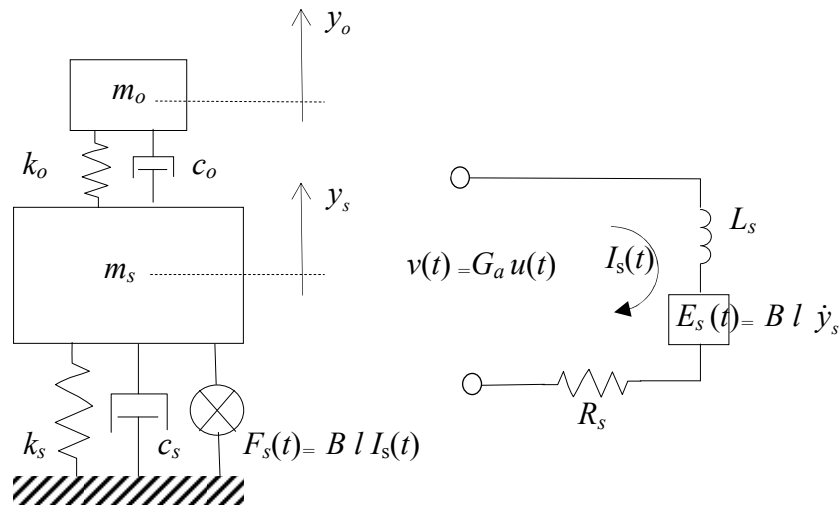 y_o
m_o
k_o
c_o
y_s
m_s
k_s
c_s
F_s(t)= B l I_s(t)
L_s
v(t) =G_a u(t)
I_s(t)
E_s (t)= B l ẏ_s
R_s